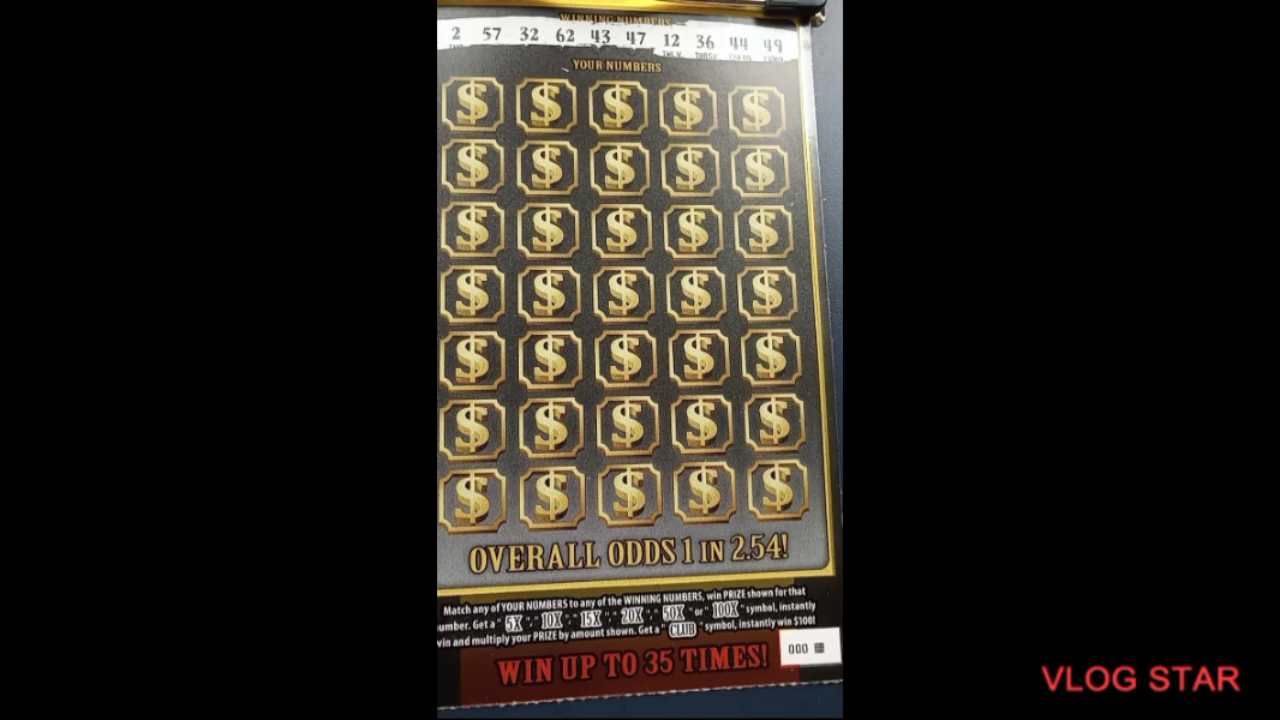 WINNING NUMBERS
2 57 32 62 43 47 12 36 44 49
YOUR NUMBERS
$ $ $ $ $
$ $ $ $ $
$ $ $ $ $
$ $ $ $ $
$ $ $ $ $
$ $ $ $ $
$ $ $ $ $
OVERALL ODDS 1 IN 2.54!
Match any of YOUR NUMBERS to any of the WINNING NUMBERS, win PRIZE shown for that
umber. Get a "5X", "10X", "15X", "20X", "50X" or "100X" symbol, instantly
vin and multiply your PRIZE by amount shown. Get a "CLUB" symbol, instantly win $100!
WIN UP TO 35 TIMES!
000
VLOG STAR